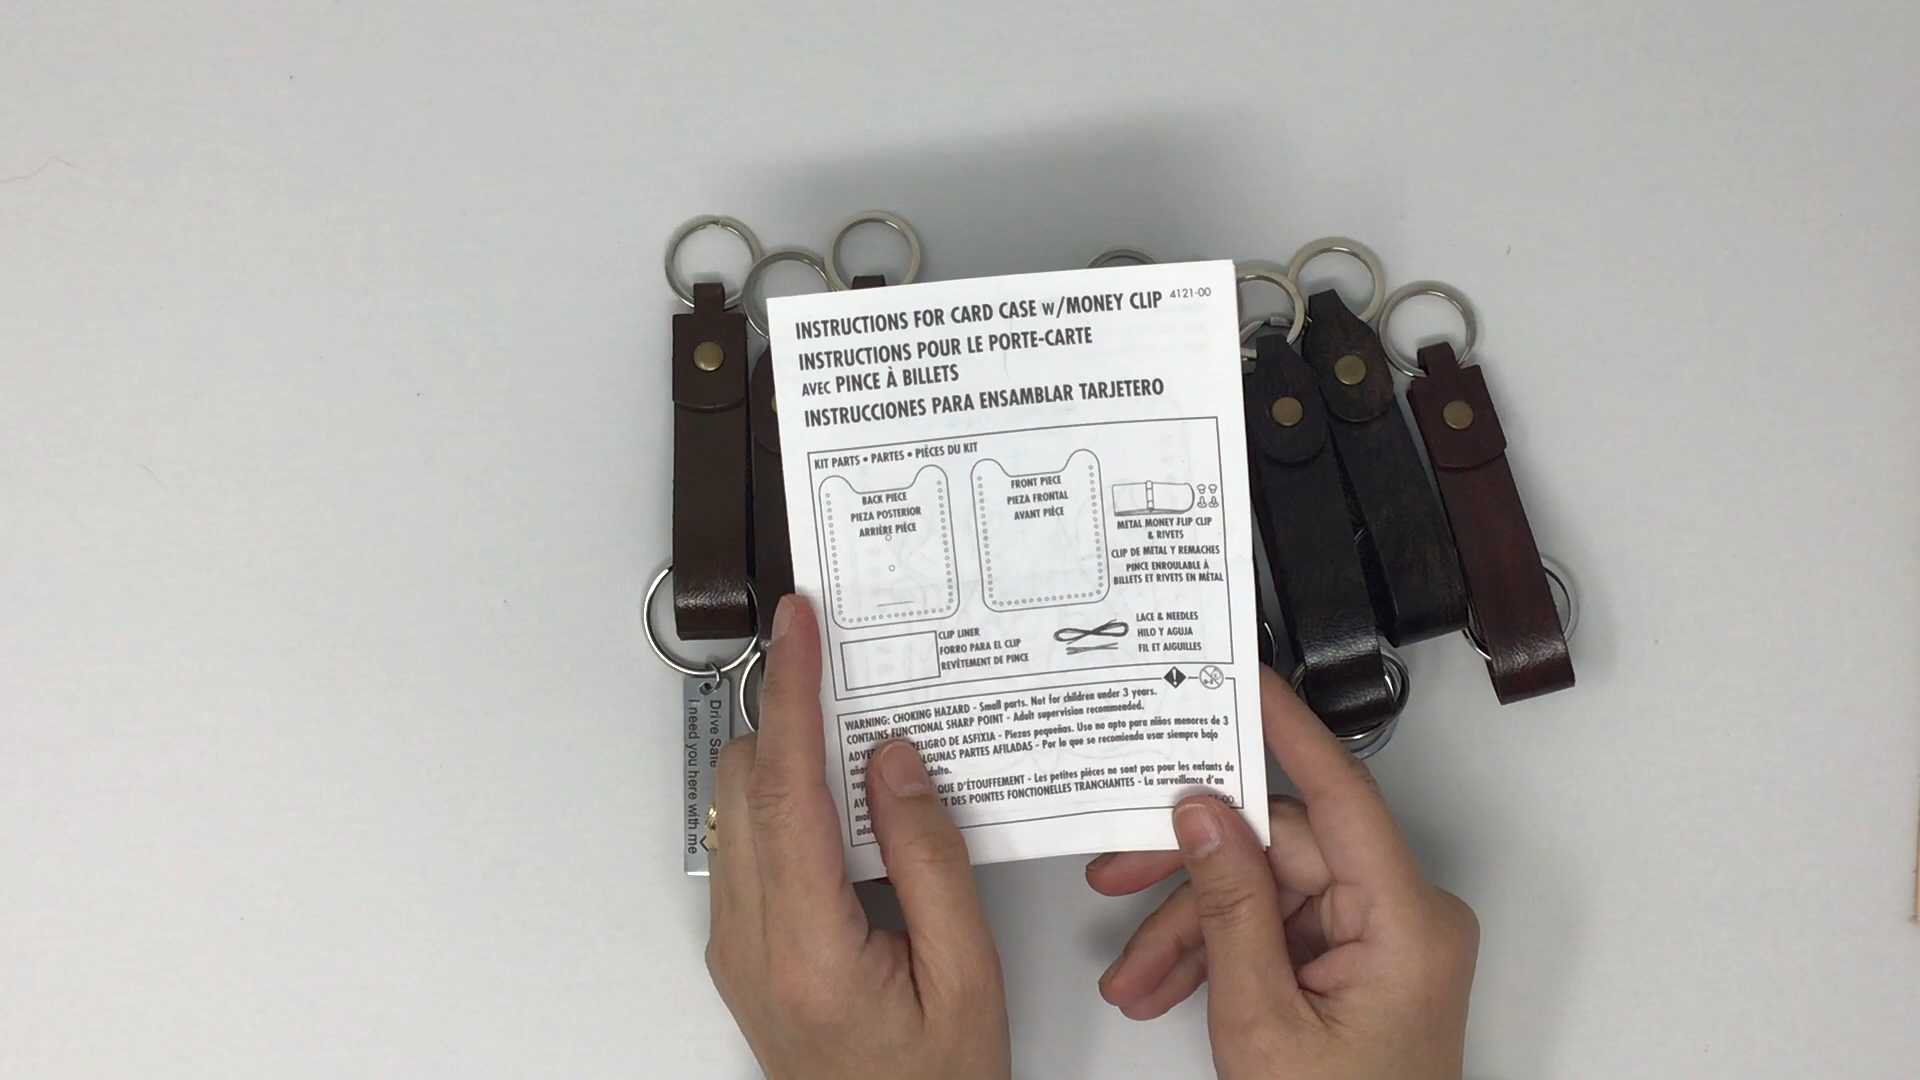 INSTRUCTIONS FOR CARD CASE w/MONEY CLIP 4121-00
INSTRUCTIONS POUR LE PORTE-CARTE
AVEC PINCE À BILLETS
INSTRUCCIONES PARA ENSAMBLAR TARJETERO
KIT PARTS • PARTES • PIÈCES DU KIT
BACK PIECE
PIEZA POSTERIOR
ARRIÈRE PIÈCE
FRONT PIECE
PIEZA FRONTAL
AVANT PIÈCE
METAL MONEY FLIP CLIP
& RIVETS
CLIP DE METAL Y REMACHES
PINCE ENROULABLE À
BILLETS ET RIVETS EN MÉTAL
CLIP LINER
FORRO PARA EL CLIP
REVÊTEMENT DE PINCE
LACE & NEEDLES
HILO Y AGUJA
FIL ET AIGUILLES
WARNING: CHOKING HAZARD - Small parts. Not for children under 3 years.
CONTAINS FUNCTIONAL SHARP POINT - Adult supervision recommended.
DE ASFIXIA - Piezas pequeñas. Uso no apto para niños menores de 3
PARTES AFILADAS - Por lo que se recomienda usar siempre bajo
D'ÉTOUFFEMENT - Les petites pièces ne sont pas pour les enfants de
DES POINTES FONCTIONELLES TRANCHANTES - La surveillance d'un
Drive Safe
I need you here with me